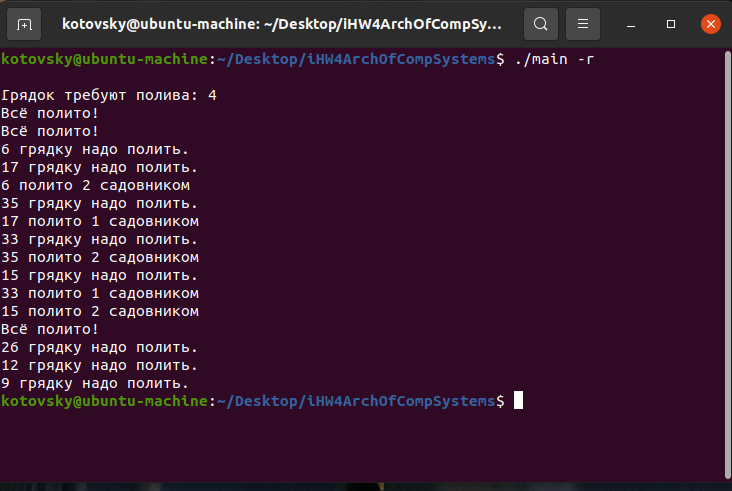 kotovsky@ubuntu-machine: ~/Desktop/iHW4ArchOfCompSy...
kotovsky@ubuntu-machine:~/Desktop/iHW4ArchOfCompSystems$ ./main -r
Грядок требуют полива: 4
Всё полито!
Всё полито!
6 грядку надо полить.
17 грядку надо полить.
6 полито 2 садовником
35 грядку надо полить.
17 полито 1 садовником
33 грядку надо полить.
35 полито 2 садовником
15 грядку надо полить.
33 полито 1 садовником
15 полито 2 садовником
Всё полито!
26 грядку надо полить.
12 грядку надо полить.
9 грядку надо полить.
kotovsky@ubuntu-machine:~/Desktop/iHW4ArchOfCompSystems$